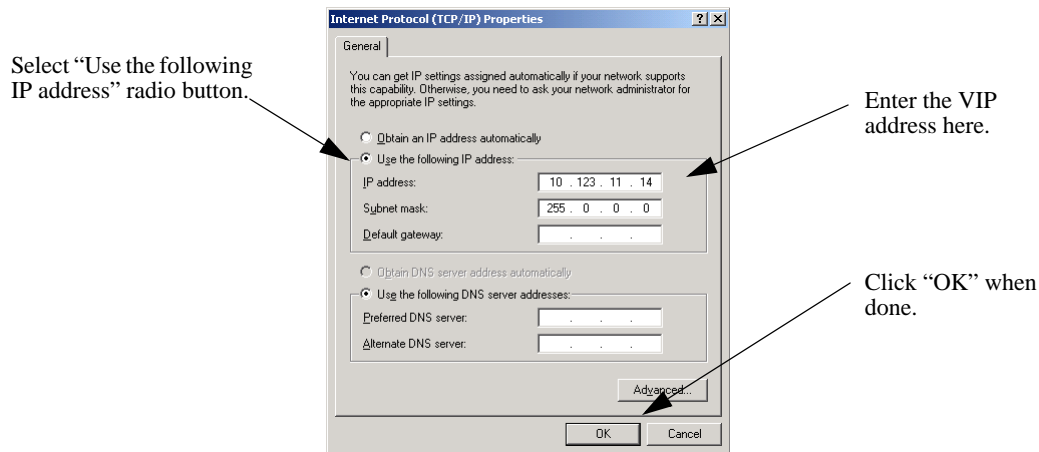 Internet Protocol (TCP/IP) Properties
General
Select “Use the following
IP address” radio button.
You can get IP settings assigned automatically if your network supports
this capability. Otherwise, you need to ask your network administrator for
the appropriate IP settings.
Enter the VIP
address here.
Obtain an IP address automatically
Use the following IP address:
IP address: 10 . 123 . 11 . 14
Subnet mask: 255 . 0 . 0 . 0
Default gateway: . . .
Obtain DNS server address automatically
Use the following DNS server addresses:
Preferred DNS server: . . .
Alternate DNS server: . . .
Click “OK” when
done.
Advanced...
OK Cancel